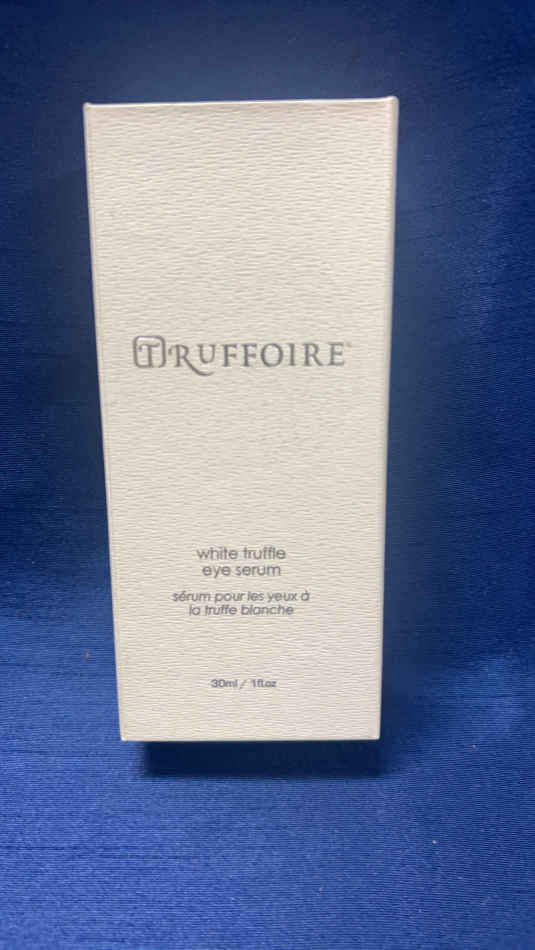 TRUFFOIRE
white truffle
eye serum
sérum pour les yeux à
la truffe blanche
30ml / 1fl.oz